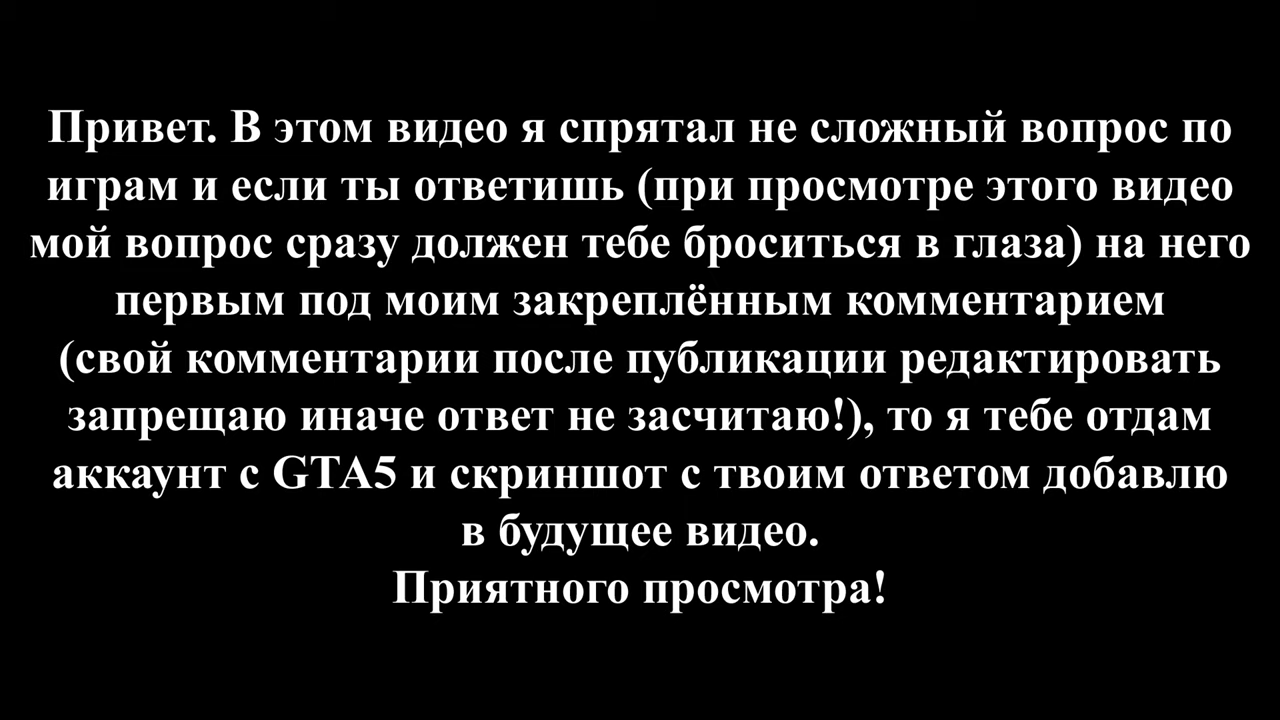 Привет. В этом видео я спрятал не сложный вопрос по
играм и если ты ответишь (при просмотре этого видео
мой вопрос сразу должен тебе броситься в глаза) на него
первым под моим закреплённым комментарием
(свой комментарии после публикации редактировать
запрещаю иначе ответ не засчитаю!), то я тебе отдам
аккаунт с GTA5 и скриншот с твоим ответом добавлю
в будущее видео.
Приятного просмотра!